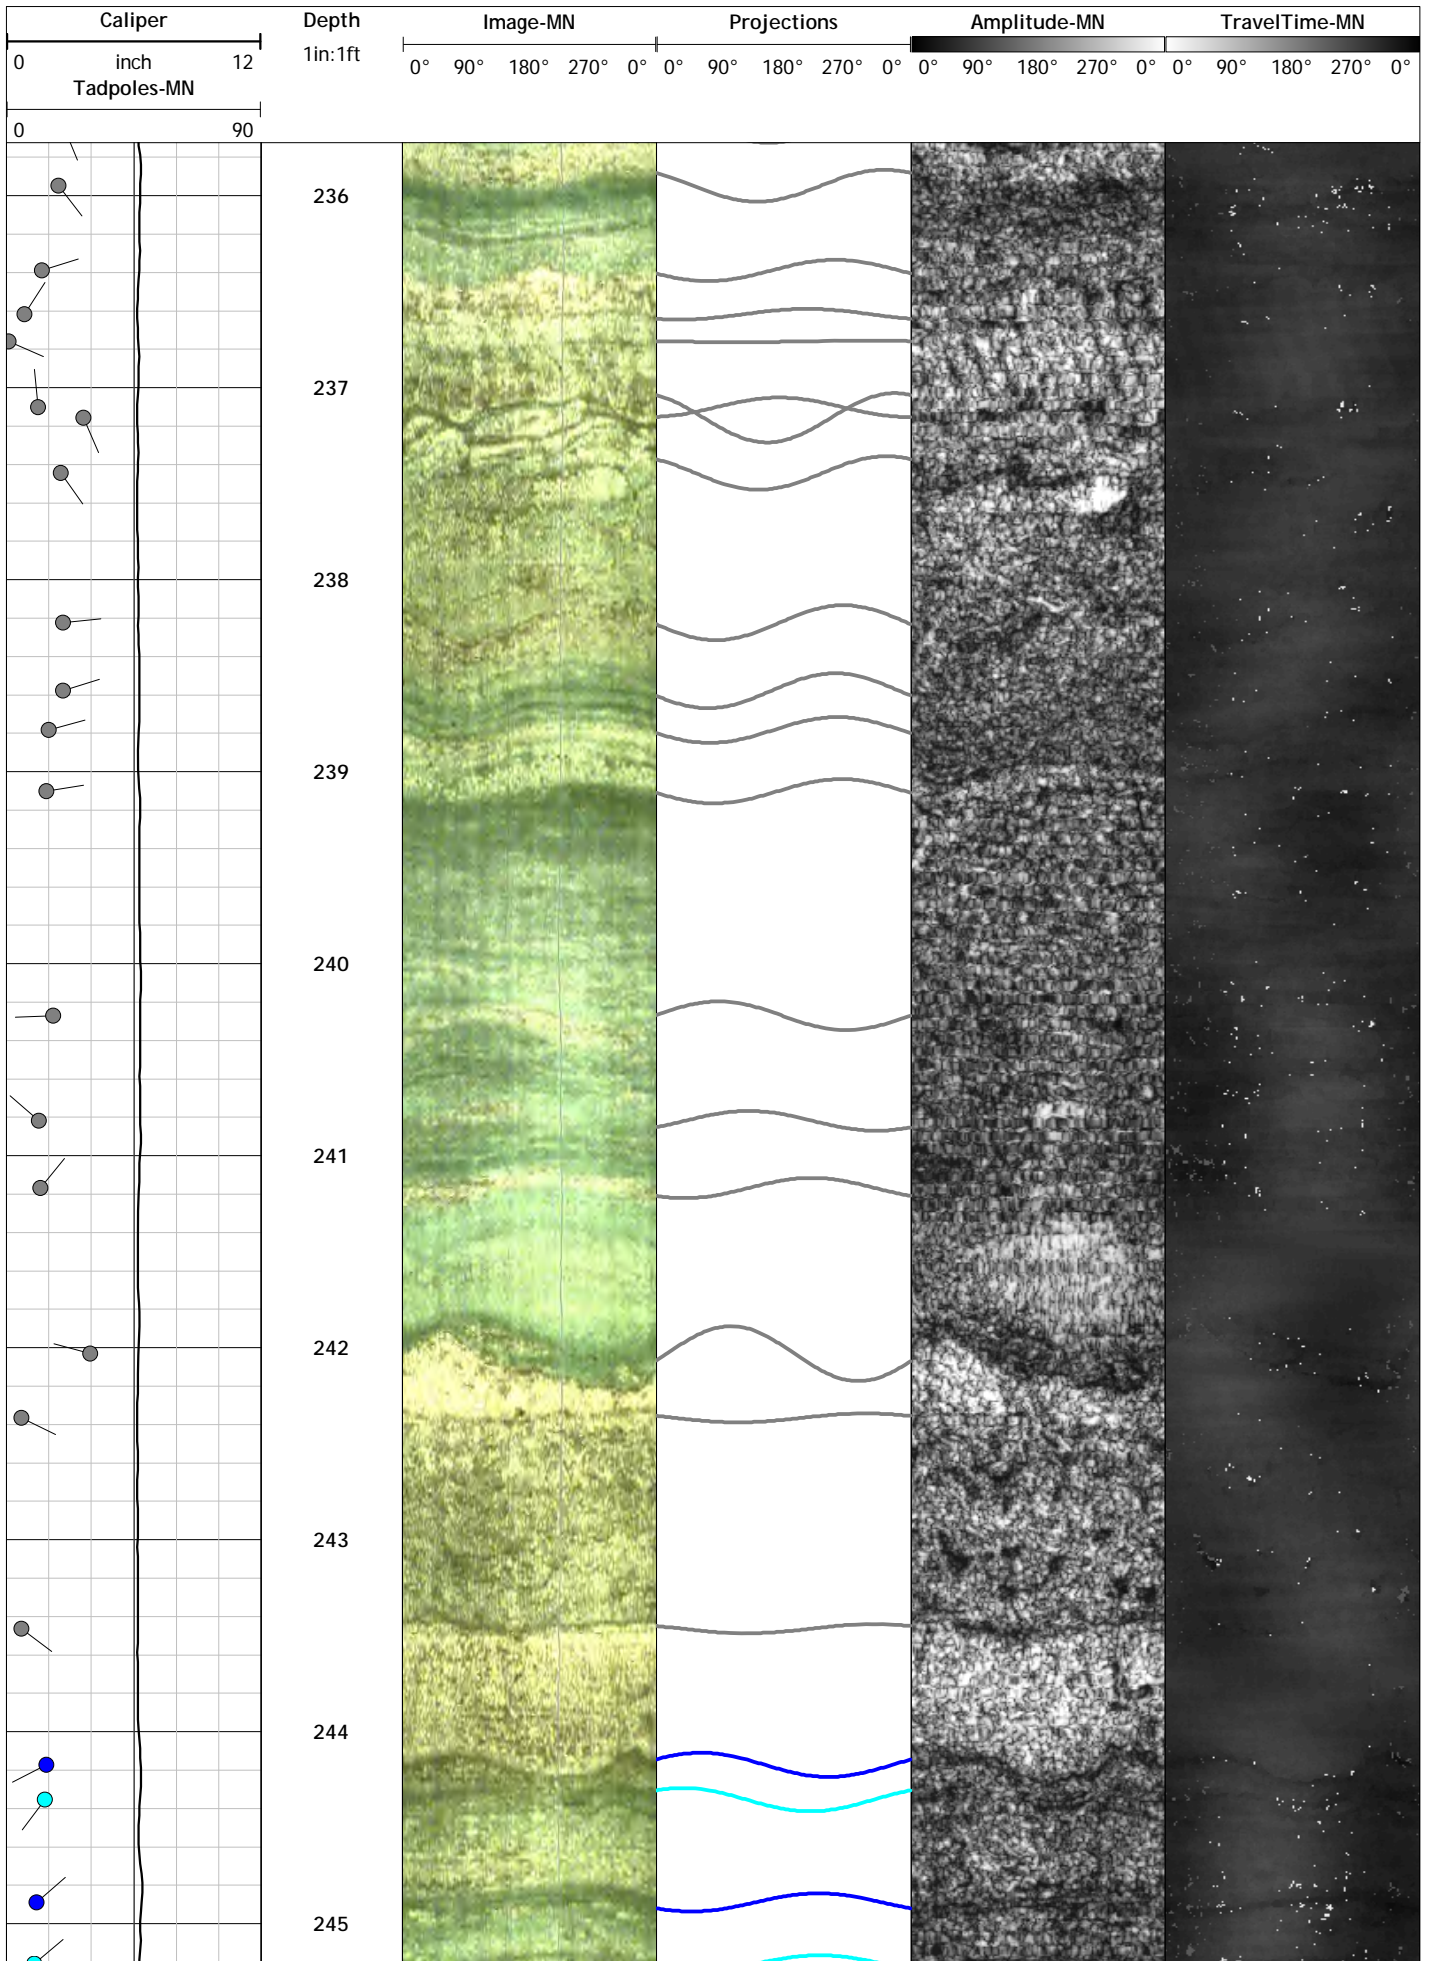 Caliper
0 inch 12
Tadpoles-MN
0 90
Depth
1in:1ft
Image-MN
0° 90° 180° 270° 0°
Projections
0° 90° 180° 270° 0°
Amplitude-MN
0° 90° 180° 270° 0°
TravelTime-MN
0° 90° 180° 270° 0°
236
237
238
239
240
241
242
243
244
245